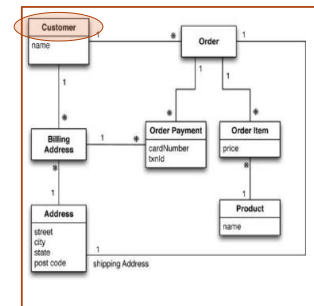 Customer
name
1
*
Order
1
1
1
1
*
*
*
Billing
Address
1
*
Order Payment
cardNumber
txnId
Order Item
price
*
*
1
1
Address
street
city
state
post code
Product
name
1
shipping Address